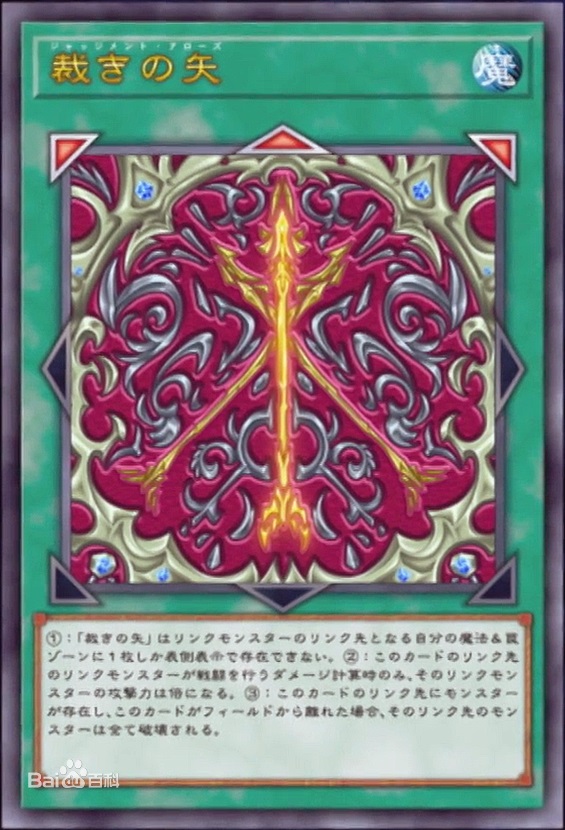 ジャッジメント・アローズ
裁きの矢
魔
①：「裁きの矢」はリンクモンスターのリンク先となる自分の魔法＆罠
ゾーンに１枚しか表側表示で存在できない。②：このカードのリンク先
のリンクモンスターが戦闘を行うダメージ計算時のみ、そのリンクモン
スターの攻撃力は倍になる。③：このカードのリンク先にモンスター
が存在し、このカードがフィールドから離れた場合、そのリンク先のモン
スターは全て破壊される。
Baidu百科